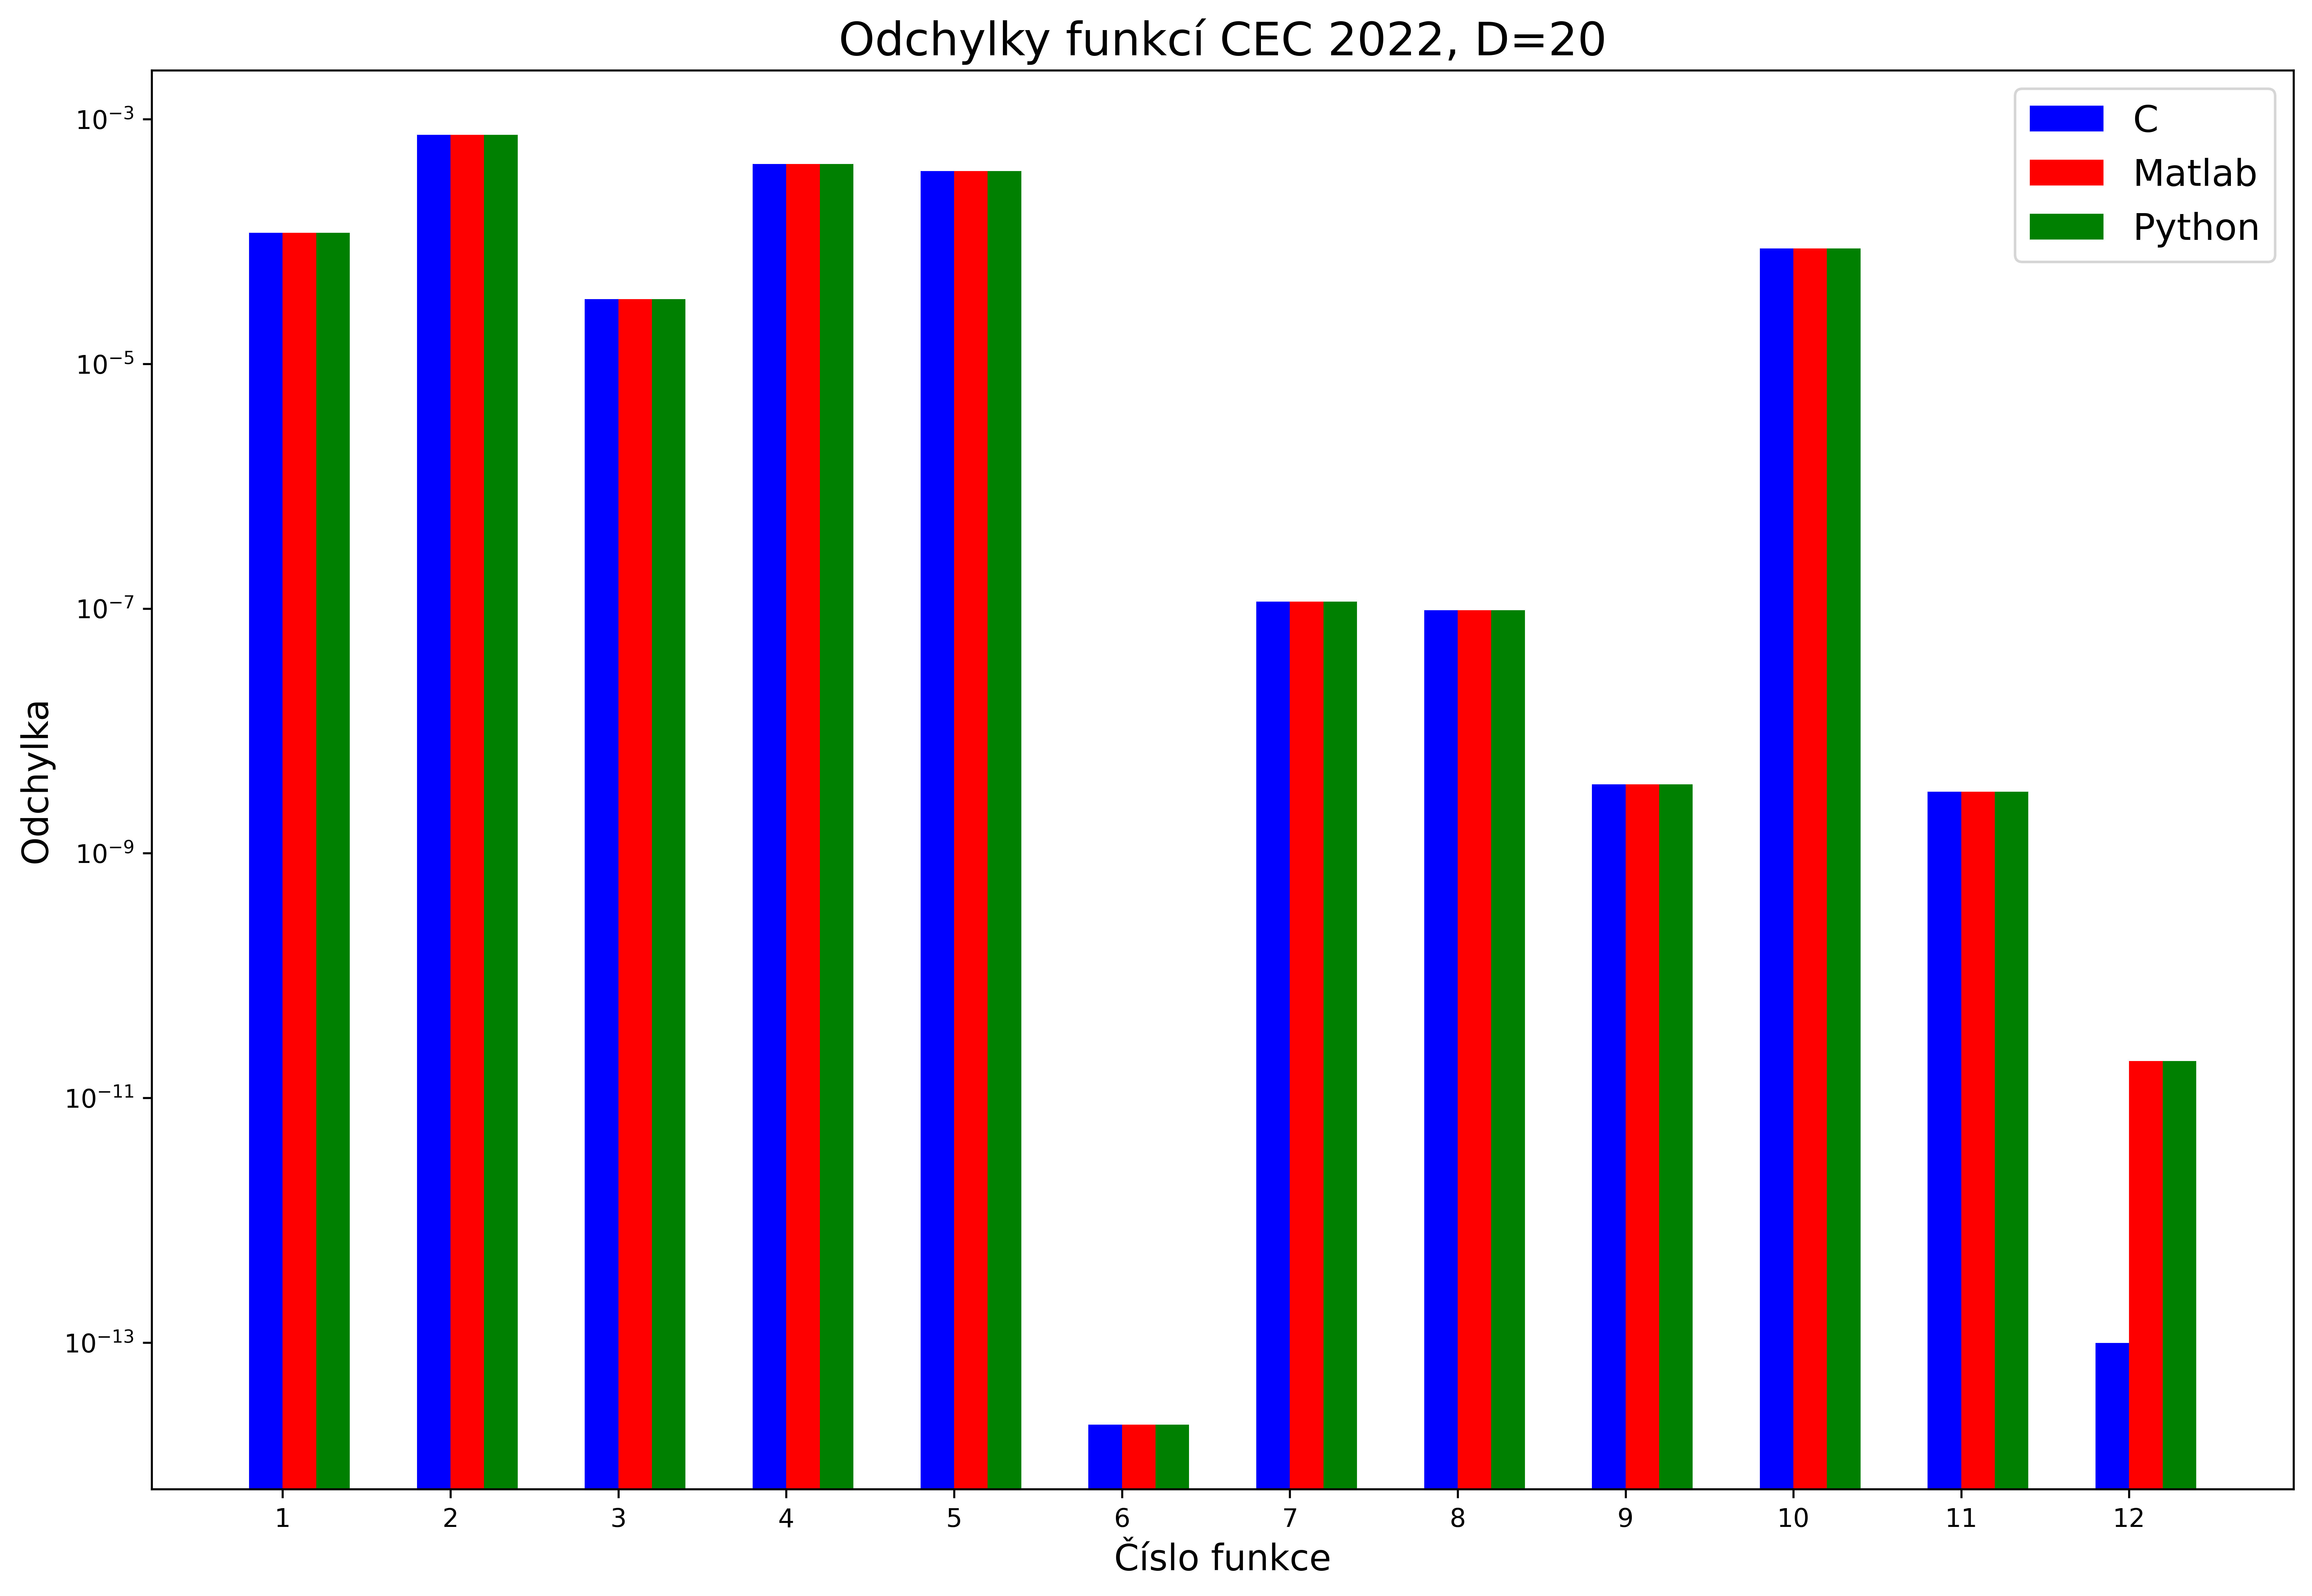 Odchylky funkcí CEC 2022, D=20
C
Matlab
Python
Odchylka
10⁻³
10⁻⁵
10⁻⁷
10⁻⁹
10⁻¹¹
10⁻¹³
1 2 3 4 5 6 7 8 9 10 11 12
Číslo funkce